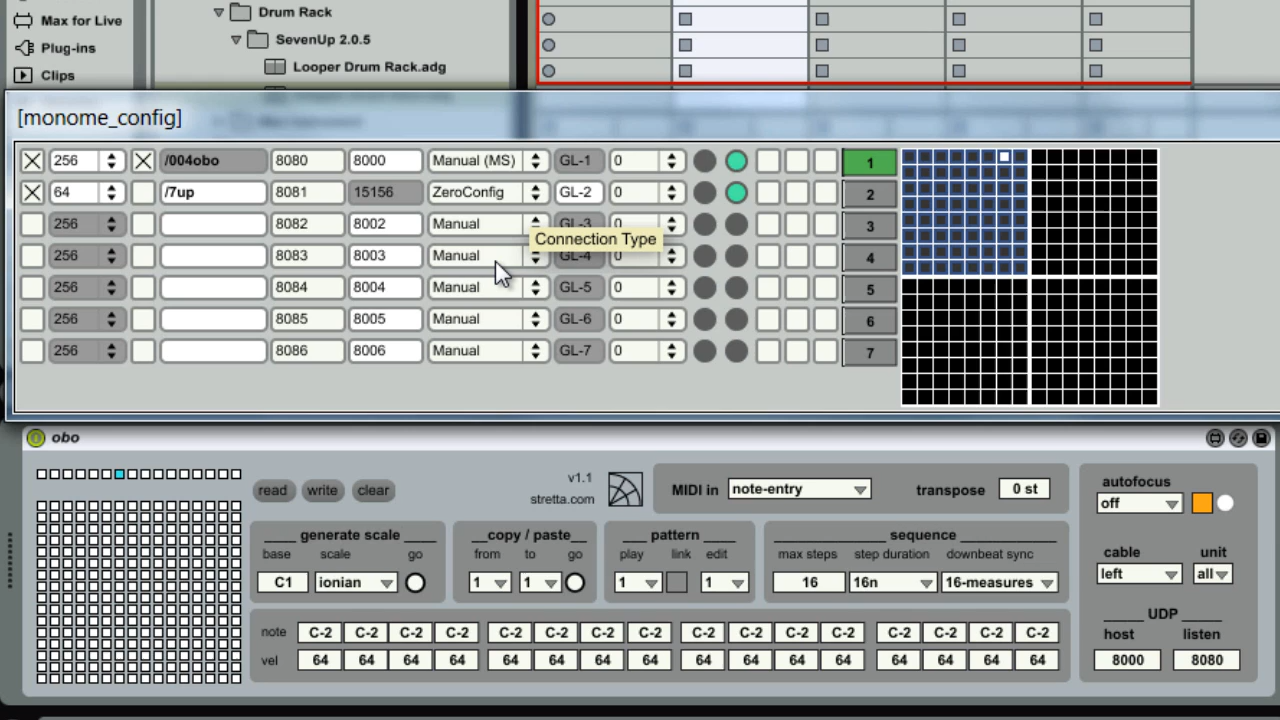 Max for Live
Drum Rack
SevenUp 2.0.5
Plug-ins
Looper Drum Rack.adg
Clips
[monome_config]
256 /004obo 8080 8000 Manual (MS) GL-1 0 1
64 /7up 8081 15156 ZeroConfig GL-2 0 2
256 8082 8002 Manual GL-3 0 3
Connection Type
256 8083 8003 Manual GL-4 0 4
256 8084 8004 Manual GL-5 0 5
256 8085 8005 Manual GL-6 0 6
256 8086 8006 Manual GL-7 0 7
obo
read write clear
v1.1
stretta.com
MIDI in note-entry transpose 0 st
autofocus
off
generate scale
base scale go
C1 ionian
copy / paste
from to go
1 1
pattern
play link edit
1 1
sequence
max steps step duration downbeat sync
16 16n 16-measures
cable unit
left all
note C-2 C-2 C-2 C-2 C-2 C-2 C-2 C-2 C-2 C-2 C-2 C-2 C-2 C-2 C-2 C-2
vel 64 64 64 64 64 64 64 64 64 64 64 64 64 64 64 64
UDP
host listen
8000 8080